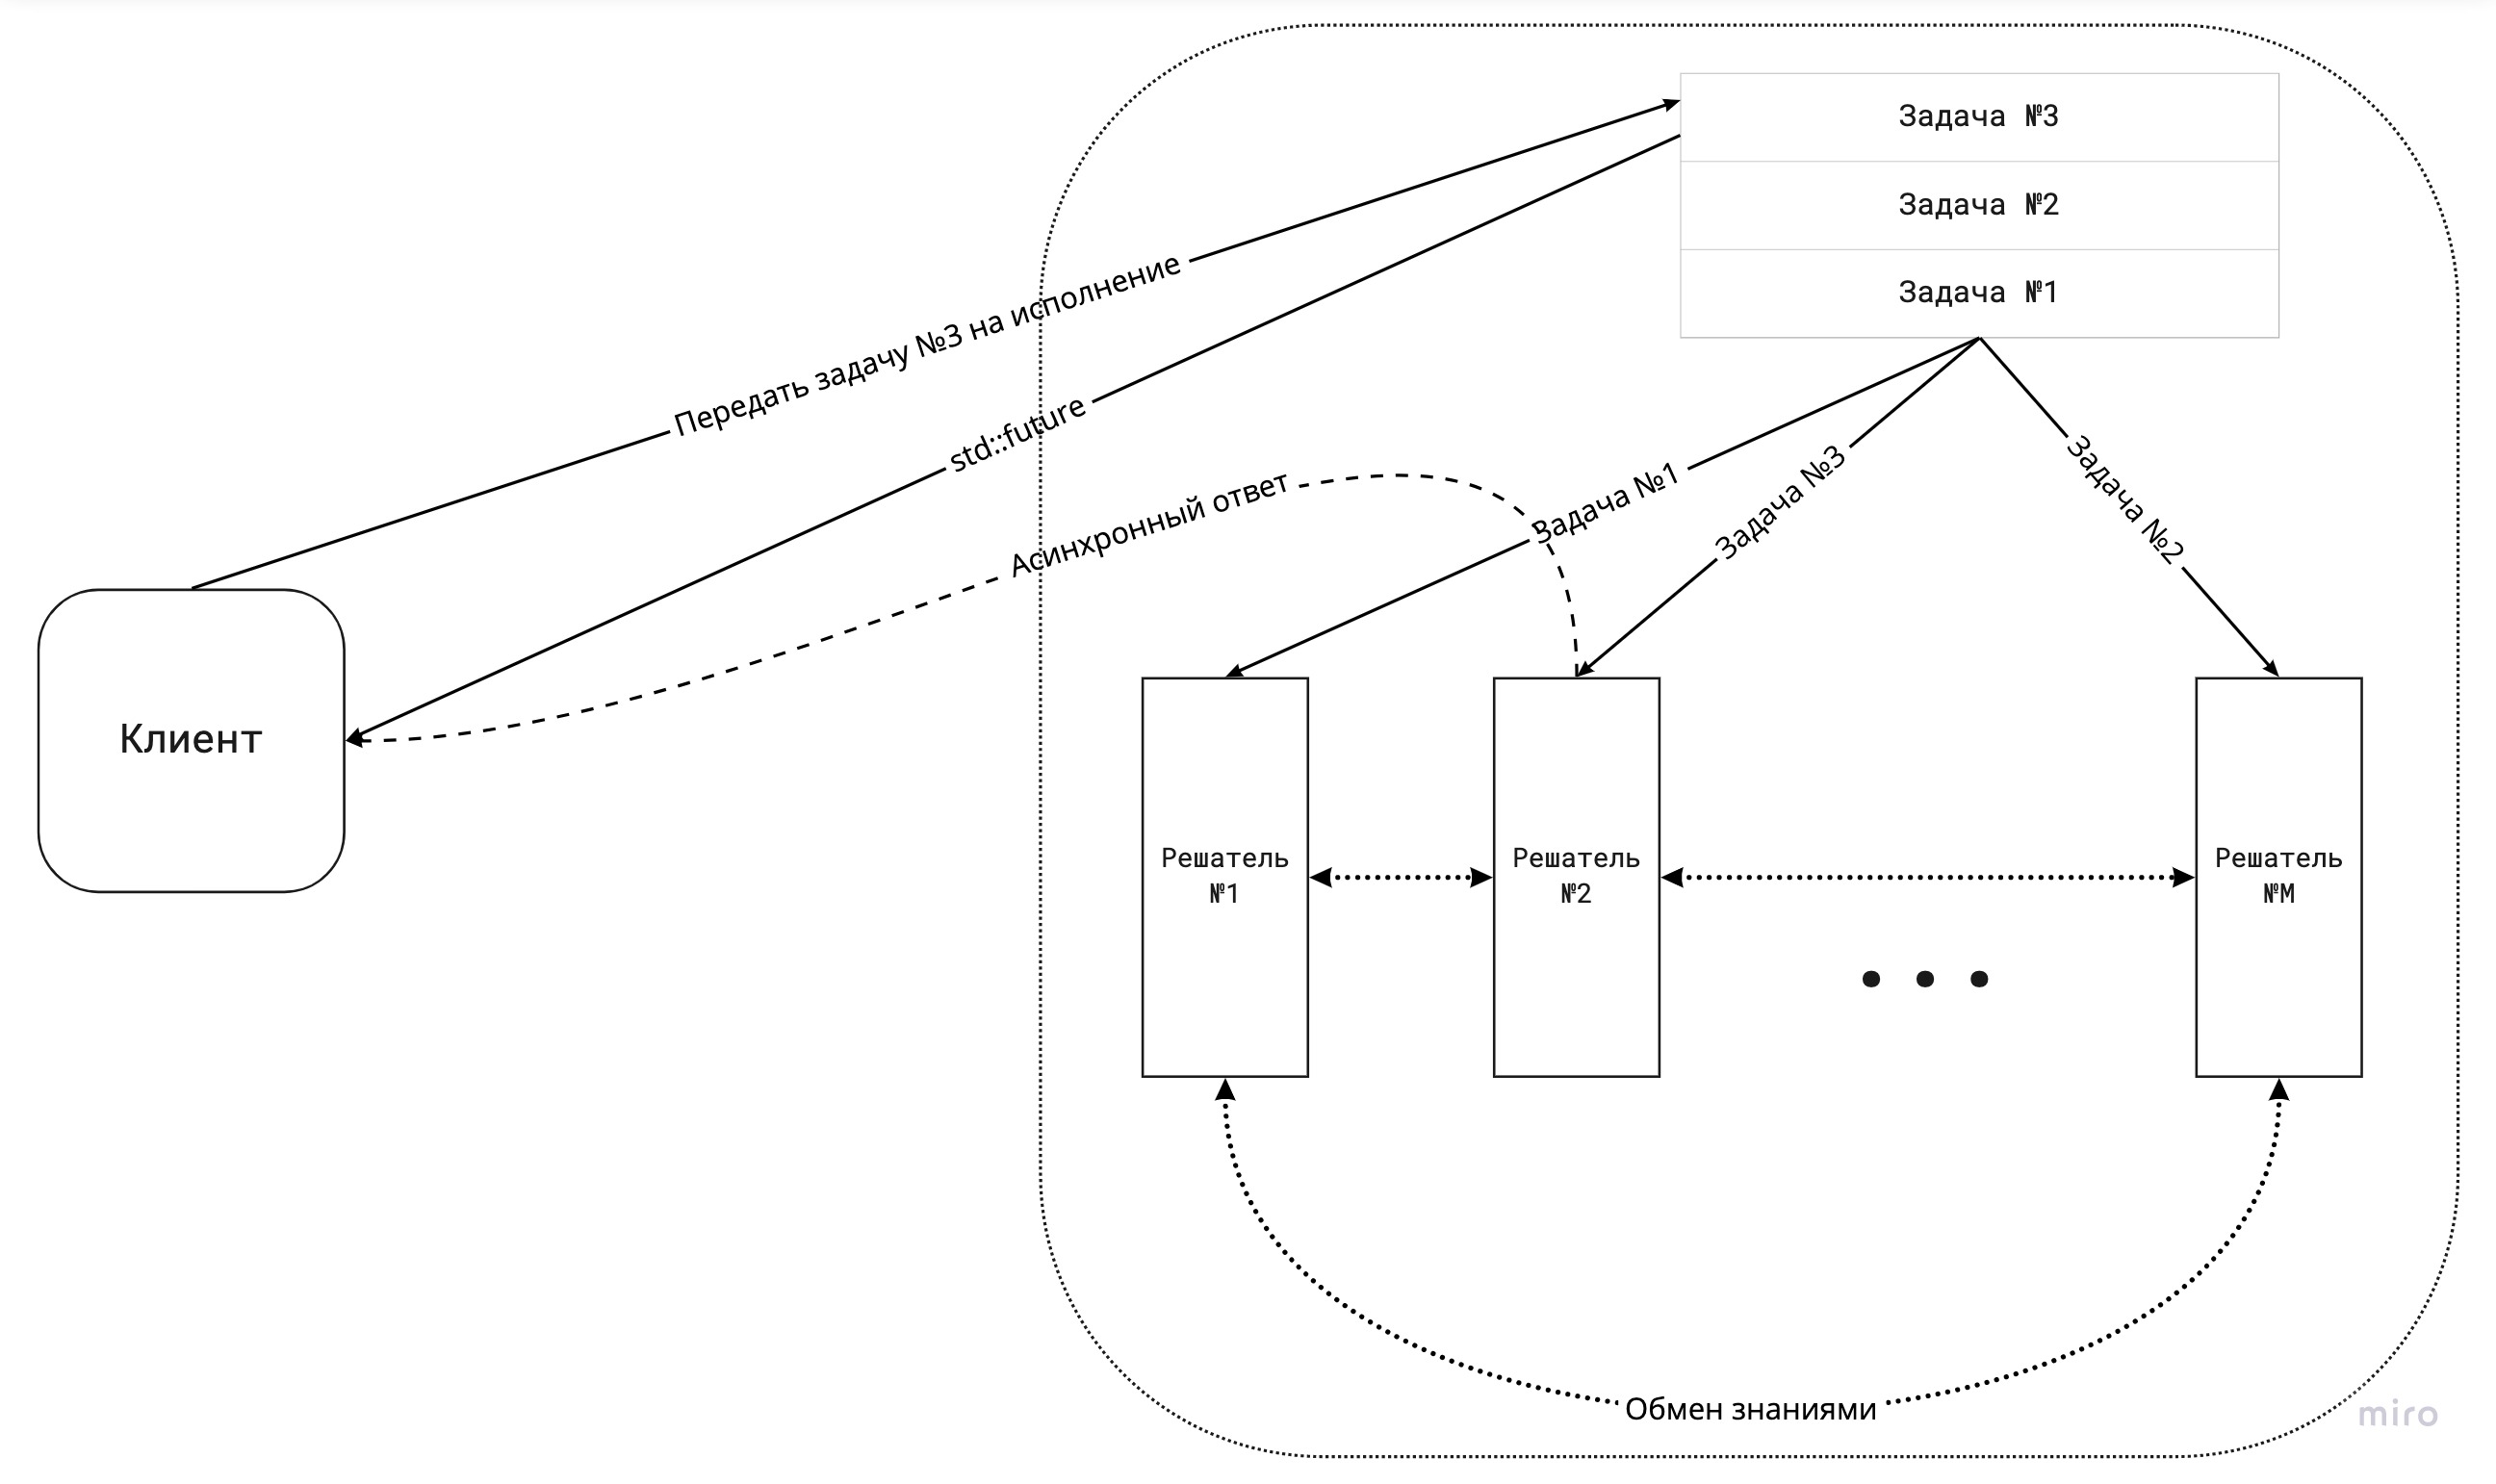 Задача №3
Задача №2
Задача №1
Передать задачу №3 на исполнение
std::future
Асинхронный ответ
Задача №1
Задача №3
Задача №2
Клиент
Решатель
№1
Решатель
№2
Решатель
№M
Обмен знаниями
miro